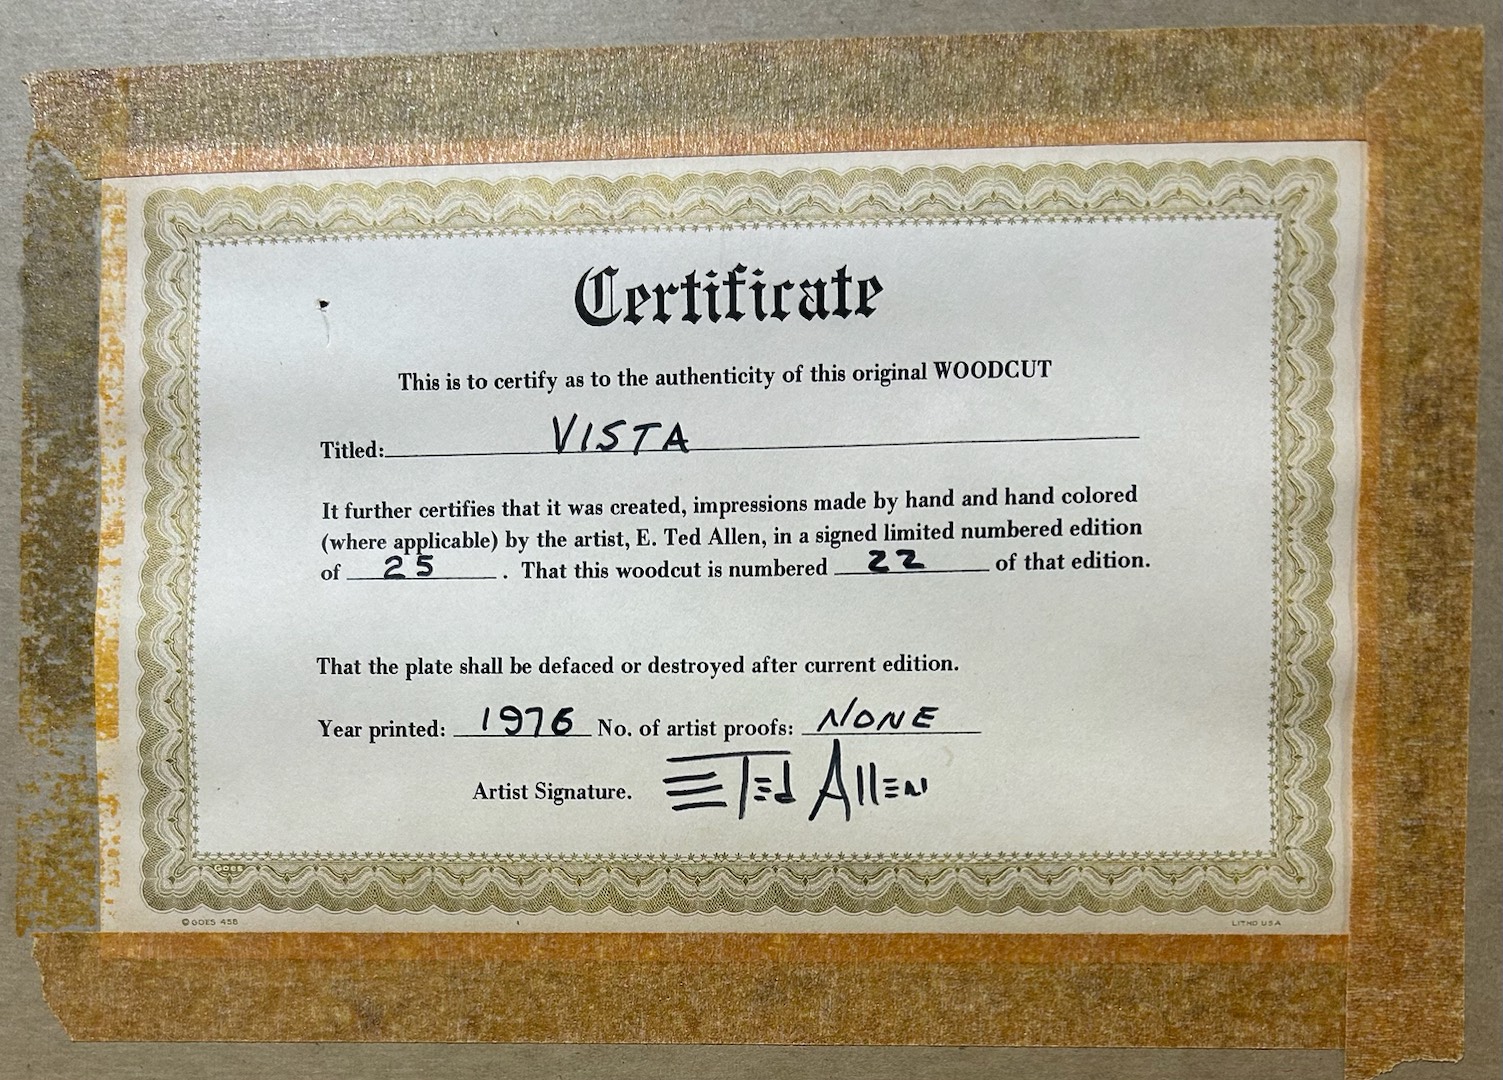 Certificate
This is to certify as to the authenticity of this original WOODCUT
Titled: VISTA
It further certifies that it was created, impressions made by hand and hand colored
(where applicable) by the artist, E. Ted Allen, in a signed limited numbered edition
of 25. That this woodcut is numbered 22 of that edition.
That the plate shall be defaced or destroyed after current edition.
Year printed: 1976 No. of artist proofs: NONE
Artist Signature. E Ted Allen
GOES
© GOES 458
LITHO USA